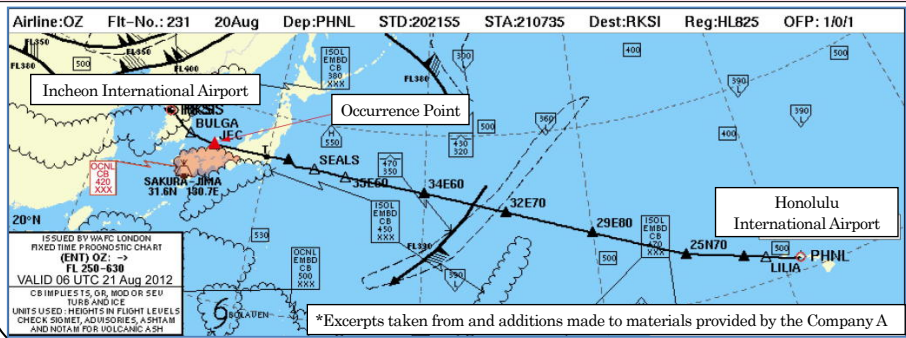 Airline:OZ Flt-No.: 231 20Aug Dep:PHNL STD:202155 STA:210735 Dest:RKSI Reg:HL825 OFP: 1/0/1
FL350
FL350
FL380
500
FL400
Incheon International Airport
ISOL
EMBD
CB
380
XXX
FL380
300
400
500
390
L
390
L
Occurrence Point
BULGA
JEC
H
550
430
320
500
360
L
400
OCNL
CB
420
XXX
SAKURA-JIMA
31.6N 130.7E
SEALS
35E60
470
350
34E60
32E70
29E80
25N70
LILIA
500
PHNL
Honolulu
International Airport
20°N
530
ISOL
EMBD
CB
450
XXX
OCNL
EMBD
CB
500
XXX
FL390
390
L
500
ISOL
EMBD
CB
XXX
ISSUED BY WAFC LONDON
FIXED TIME PROGNOSTIC CHART
(ENT) OZ: ->
FL 250-630
VALID 06 UTC 21 Aug 2012
CB IMPLIES TS, GR, MOD OR SEV
TURB AND ICE
UNITS USED: HEIGHTS IN FLIGHT LEVELS
CHECK SIGMET, ADVISORIES, ASHTAM
AND NOTAM FOR VOLCANIC ASH
BOLAVEN
*Excerpts taken from and additions made to materials provided by the Company A